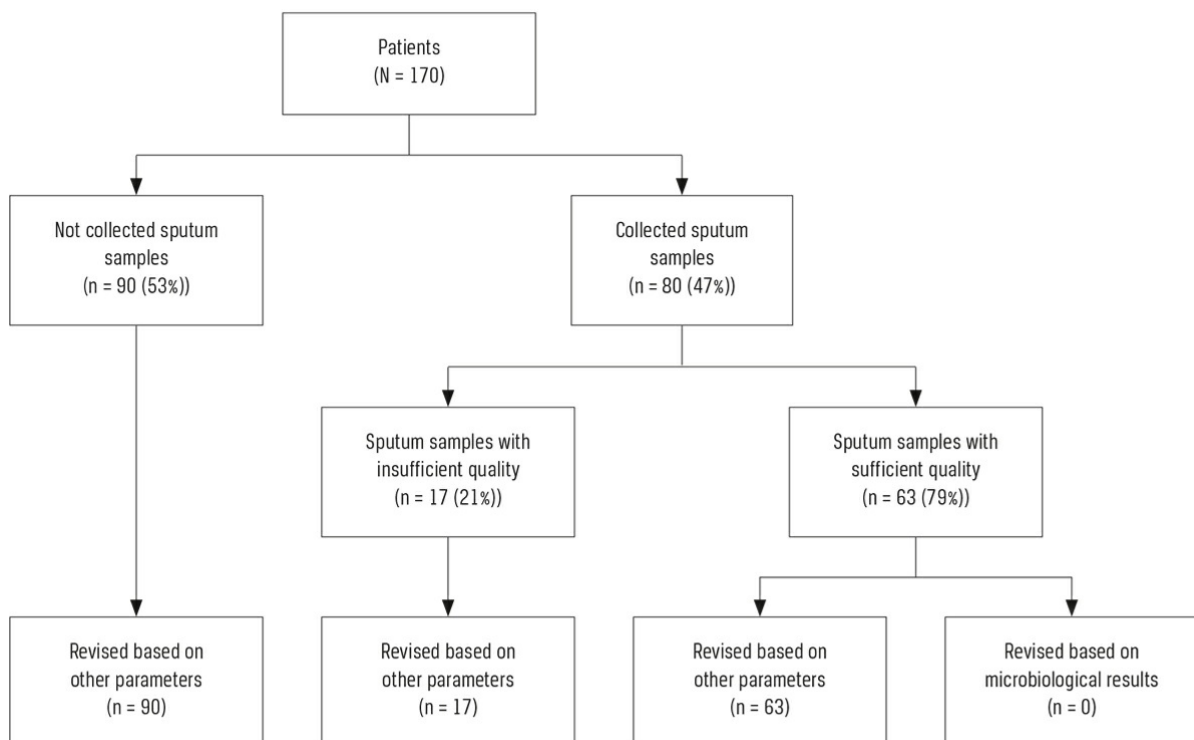 Patients
(N = 170)
Not collected sputum
samples
(n = 90 (53%))
Collected sputum
samples
(n = 80 (47%))
Sputum samples with
insufficient quality
(n = 17 (21%))
Sputum samples with
sufficient quality
(n = 63 (79%))
Revised based on
other parameters
(n = 90)
Revised based on
other parameters
(n = 17)
Revised based on
other parameters
(n = 63)
Revised based on
microbiological results
(n = 0)